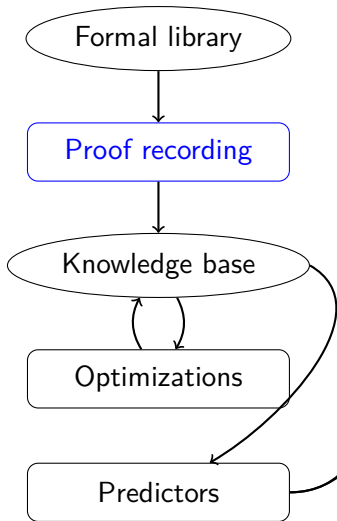 Formal library
Proof recording
Knowledge base
Optimizations
Predictors